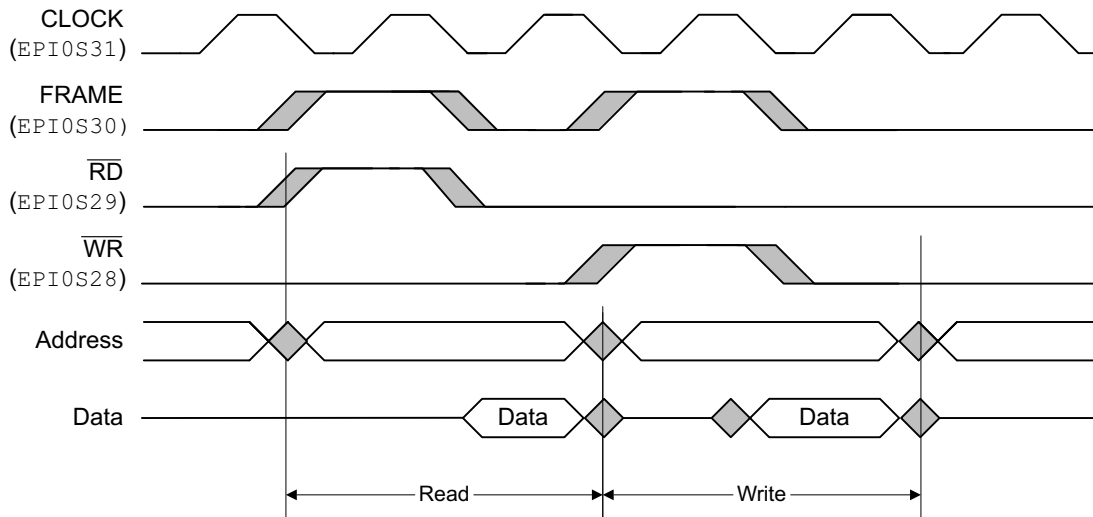 CLOCK
(EPI0S31)
FRAME
(EPI0S30)
RD
(EPI0S29)
WR
(EPI0S28)
Address
Data Data Data
Read Write